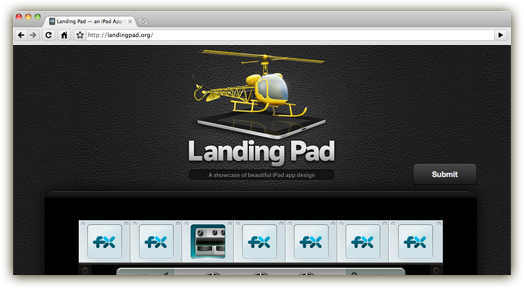 Landing Pad — an iPad App
http://landingpad.org/
Landing Pad
A showcase of beautiful iPad app design
Submit
fx fx fx fx fx fx